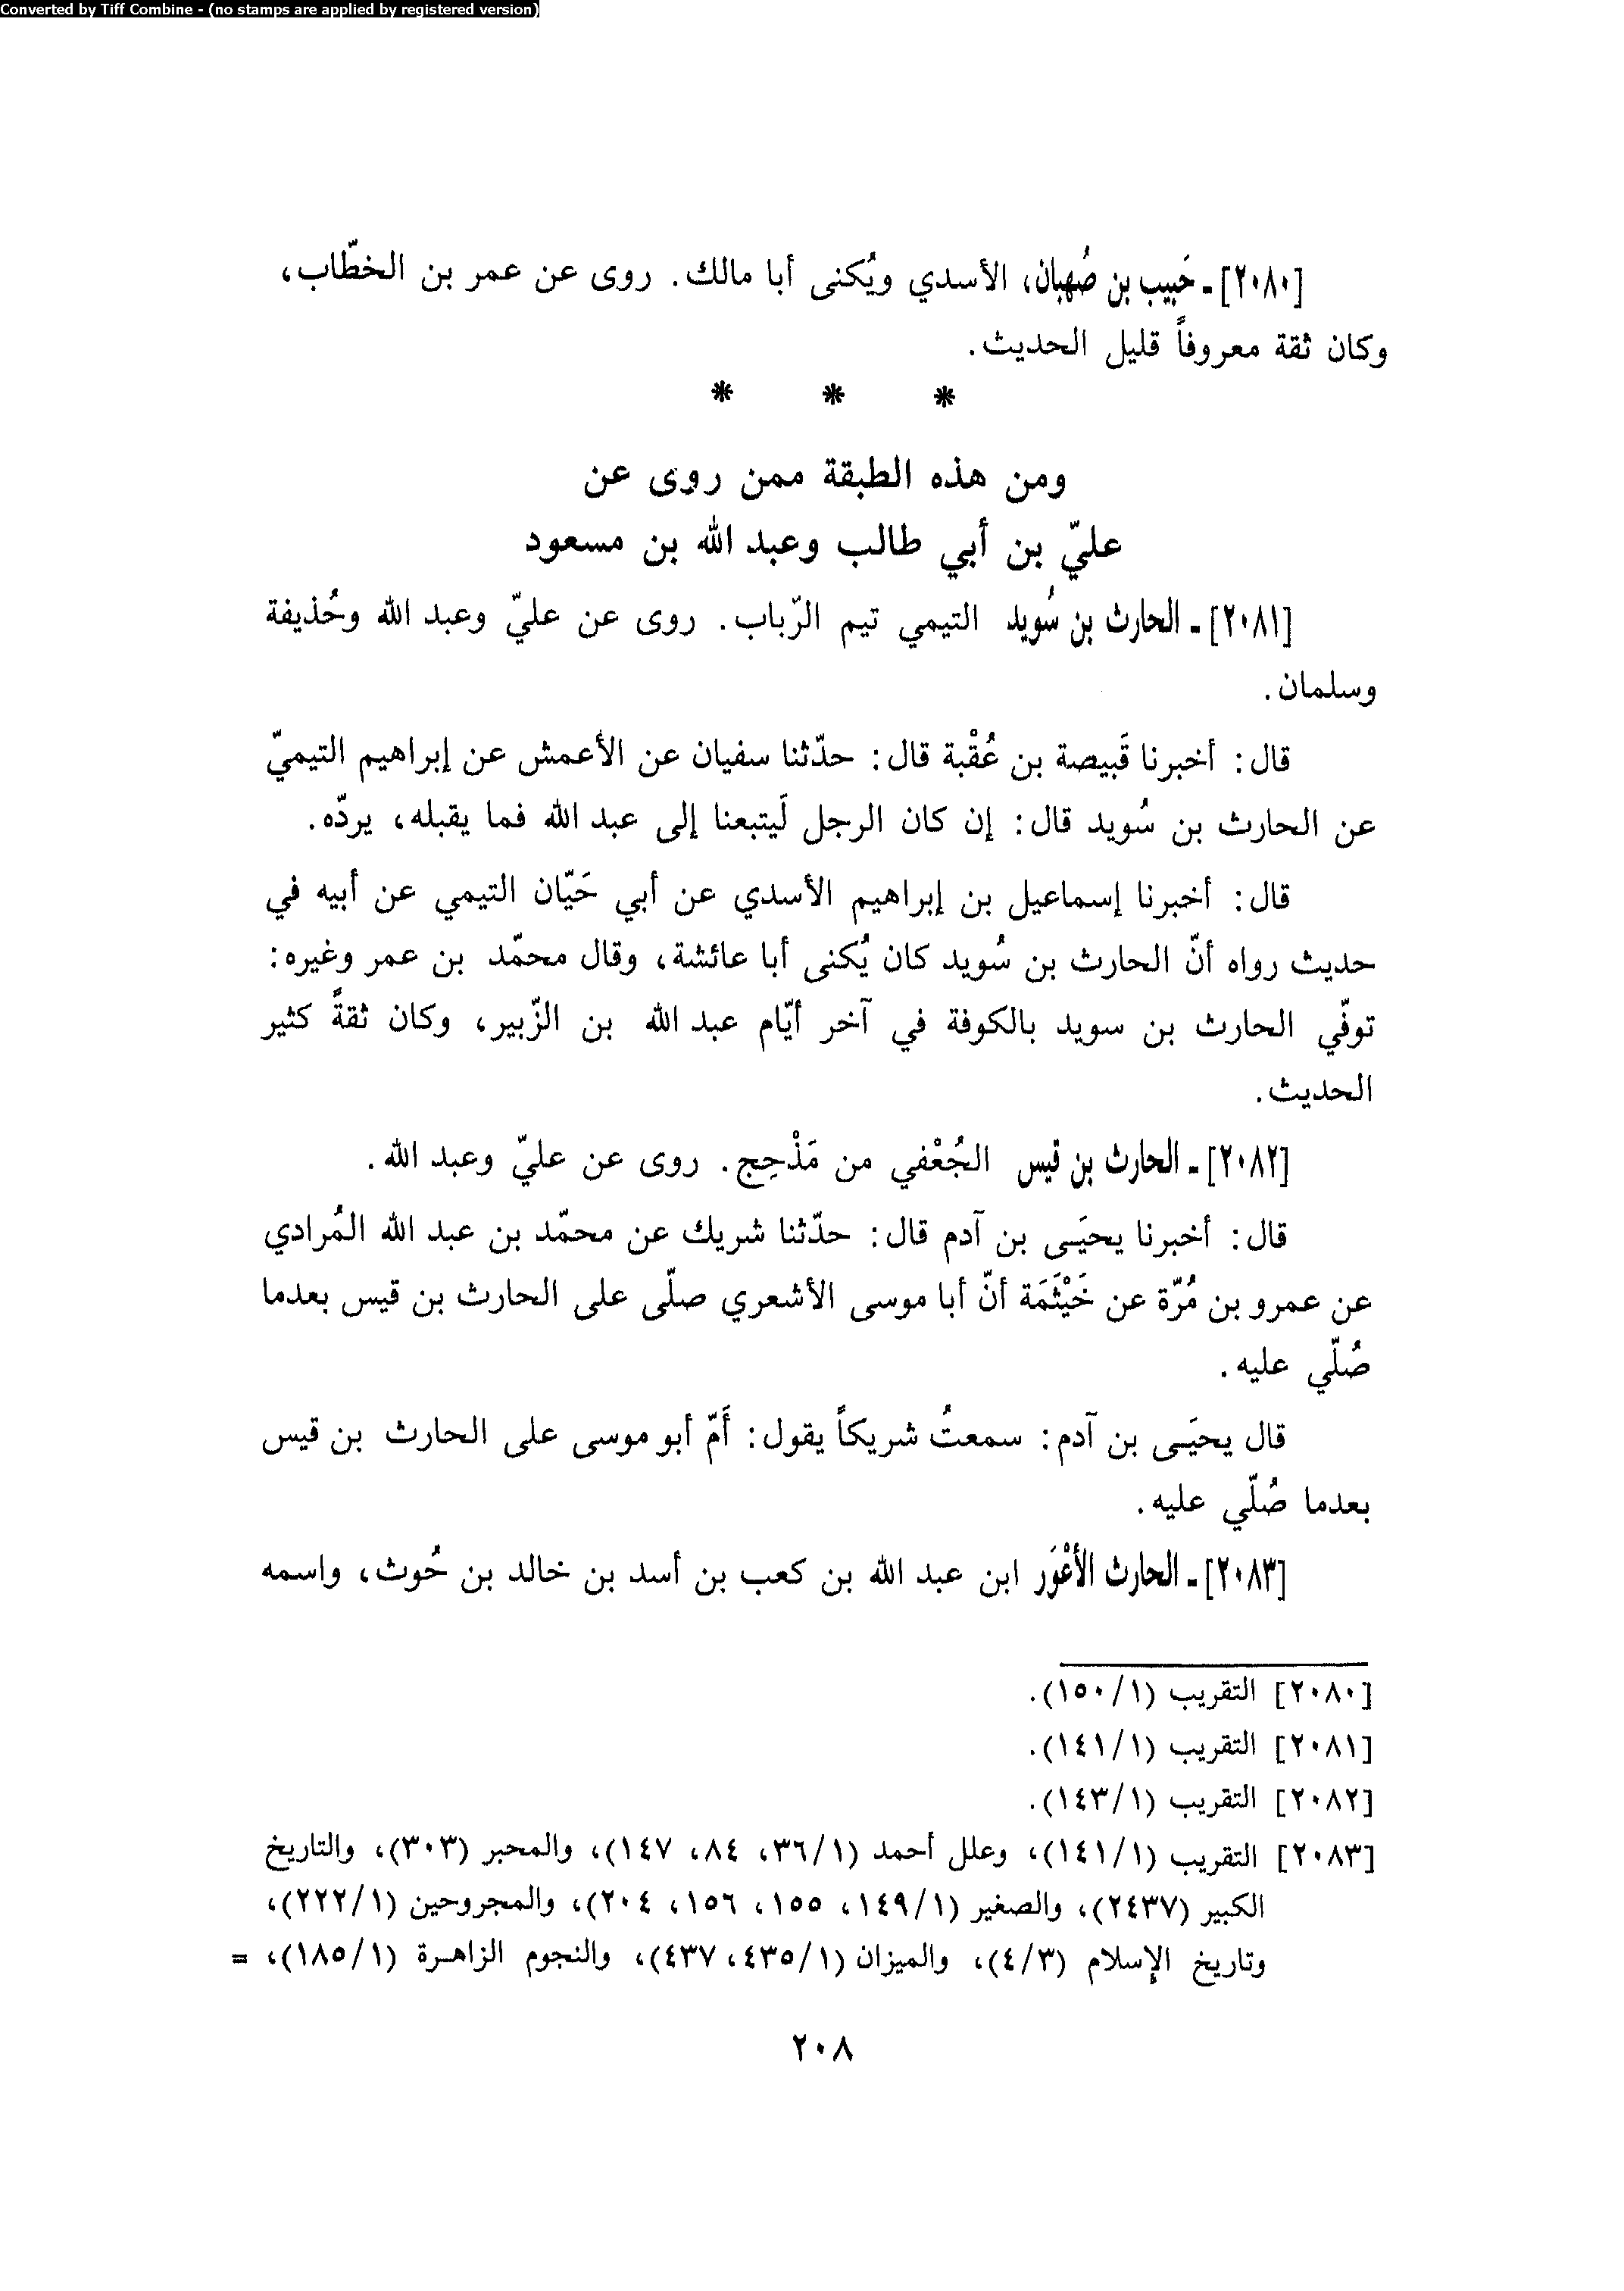 Converted by Tiff Combine - (no stamps are applied by registered version)
[٢٠٨٠] - حَبيب بن صُهبان، الأسدي ويُكنى أبا مالك. روى عن عمر بن الخطّاب،
وكان ثقة معروفاً قليل الحديث.
* * *
ومن هذه الطبقة ممن روى عن
عليّ بن أبي طالب وعبد الله بن مسعود
[٢٠٨١] - الحارث بن سُويد التيمي تيم الرّباب. روى عن عليّ وعبد الله وحُذيفة
وسلمان.
قال: أخبرنا قَبيصة بن عُقْبة قال: حدّثنا سفيان عن الأعمش عن إبراهيم التيميّ
عن الحارث بن سُويد قال: إن كان الرجل لَيتبعنا إلى عبد الله فما يقبله، يردّه.
قال: أخبرنا إسماعيل بن إبراهيم الأسدي عن أبي حَيّان التيمي عن أبيه في
حديث رواه أنّ الحارث بن سُويد كان يُكنى أبا عائشة، وقال محمّد بن عمر وغيره:
توفّي الحارث بن سويد بالكوفة في آخر أيّام عبد الله بن الزّبير، وكان ثقةً كثير
الحديث.
[٢٠٨٢] - الحارث بن قيس الجُعْفي من مَذْحِج. روى عن عليّ وعبد الله.
قال: أخبرنا يحيَى بن آدم قال: حدّثنا شريك عن محمّد بن عبد الله المُرادي
عن عمرو بن مُرّة عن خَيْثَمَة أنّ أبا موسى الأشعري صلّى على الحارث بن قيس بعدما
صُلّي عليه.
قال يحيَى بن آدم: سمعتُ شريكاً يقول: أَمّ أبو موسى على الحارث بن قيس
بعدما صُلّي عليه.
[٢٠٨٣] - الحارث الأعْوَر ابن عبد الله بن كعب بن أسد بن خالد بن حُوث، واسمه
[٢٠٨٠] التقريب (١/ ١٥٠).
[٢٠٨١] التقريب (١/ ١٤١).
[٢٠٨٢] التقريب (١/ ١٤٣).
[٢٠٨٣] التقريب (١/ ١٤١)، وعلل أحمد (١/ ٣٦، ٨٤، ١٤٧)، والمحبر (٣٠٣)، والتاريخ
الكبير (٢٤٣٧)، والصغير (١/ ١٤٩، ١٥٥، ١٥٦، ٢٠٤)، والمجروحين (١/ ٢٢٢)،
وتاريخ الإسلام (٣/ ٤)، والميزان (١/ ٤٣٥، ٤٣٧)، والنجوم الزاهرة (١/ ١٨٥)، =
٢٠٨